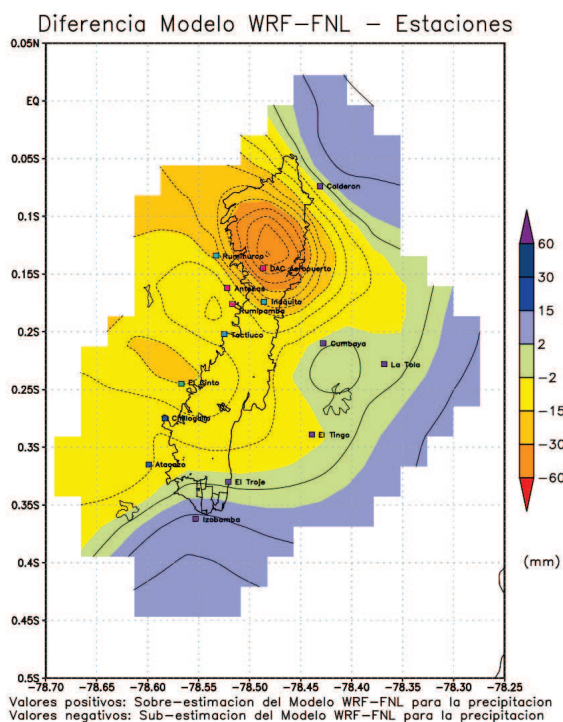 Diferencia Modelo WRF-FNL - Estaciones
0.05N
EQ
0.05S
0.1S
0.15S
0.2S
0.25S
0.3S
0.35S
0.4S
0.45S
0.5S
Calderon
Rumihurco
DAC Aeropuerto
Antenas
Inaquito
Rumipamba
Toctiuco
Cumbaya
La Tola
El Cinto
Chillogallo
El Tingo
Atacazo
El Troje
Izobamba
60
30
15
2
-2
-15
-30
-60
(mm)
-78.70 -78.65 -78.60 -78.55 -78.50 -78.45 -78.40 -78.35 -78.30 -78.25
Valores positivos: Sobre-estimacion del Modelo WRF-FNL para la precipitacion
Valores negativos: Sub-estimacion del Modelo WRF-FNL para la precipitacion